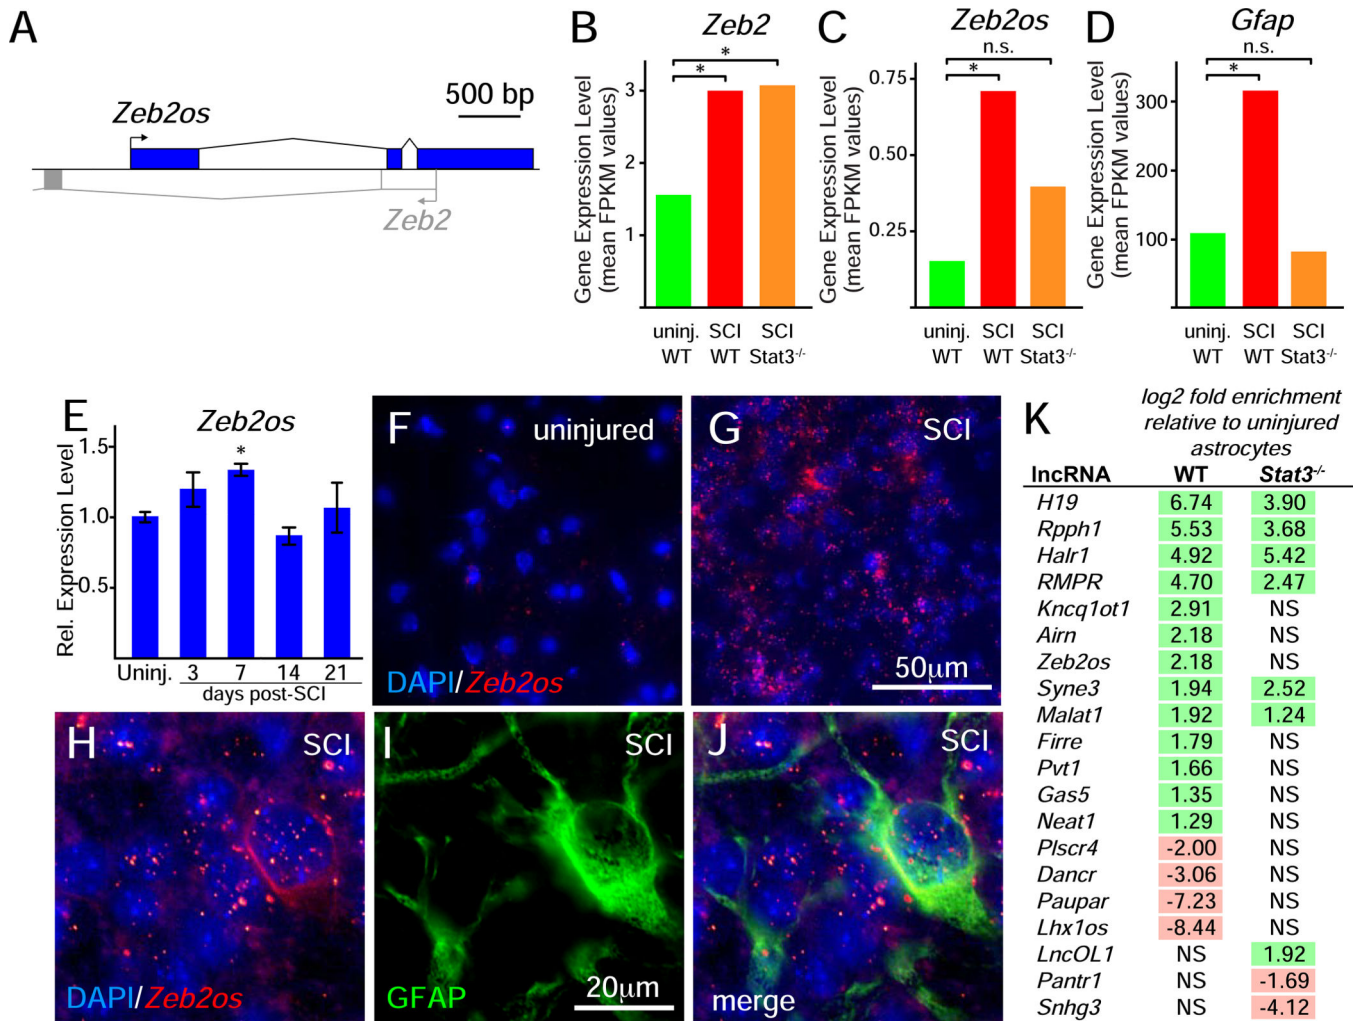 A
Zeb2os
500 bp
Zeb2
B
Zeb2
*
*
Gene Expression Level
(mean FPKM values)
3
2
1
uninj. SCI SCI
WT WT Stat3-/-
C
Zeb2os
n.s.
*
Gene Expression Level
(mean FPKM values)
0.75
0.50
0.25
uninj. SCI SCI
WT WT Stat3-/-
D
Gfap
n.s.
*
Gene Expression Level
(mean FPKM values)
300
200
100
uninj. SCI SCI
WT WT Stat3-/-
E
Zeb2os
Rel. Expression Level
1.5
1.0
0.5
*
Uninj. 3 7 14 21
days post-SCI
F
uninjured
DAPI/Zeb2os
G
SCI
50μm
H
SCI
DAPI/Zeb2os
I
SCI
GFAP
20μm
J
SCI
merge
K
log2 fold enrichment
relative to uninjured
astrocytes
lncRNA WT Stat3-/-
H19 6.74 3.90
Rpph1 5.53 3.68
Halr1 4.92 5.42
RMPR 4.70 2.47
Kncq1ot1 2.91 NS
Airn 2.18 NS
Zeb2os 2.18 NS
Syne3 1.94 2.52
Malat1 1.92 1.24
Firre 1.79 NS
Pvt1 1.66 NS
Gas5 1.35 NS
Neat1 1.29 NS
Plscr4 -2.00 NS
Dancr -3.06 NS
Paupar -7.23 NS
Lhx1os -8.44 NS
LncOL1 NS 1.92
Pantr1 NS -1.69
Snhg3 NS -4.12